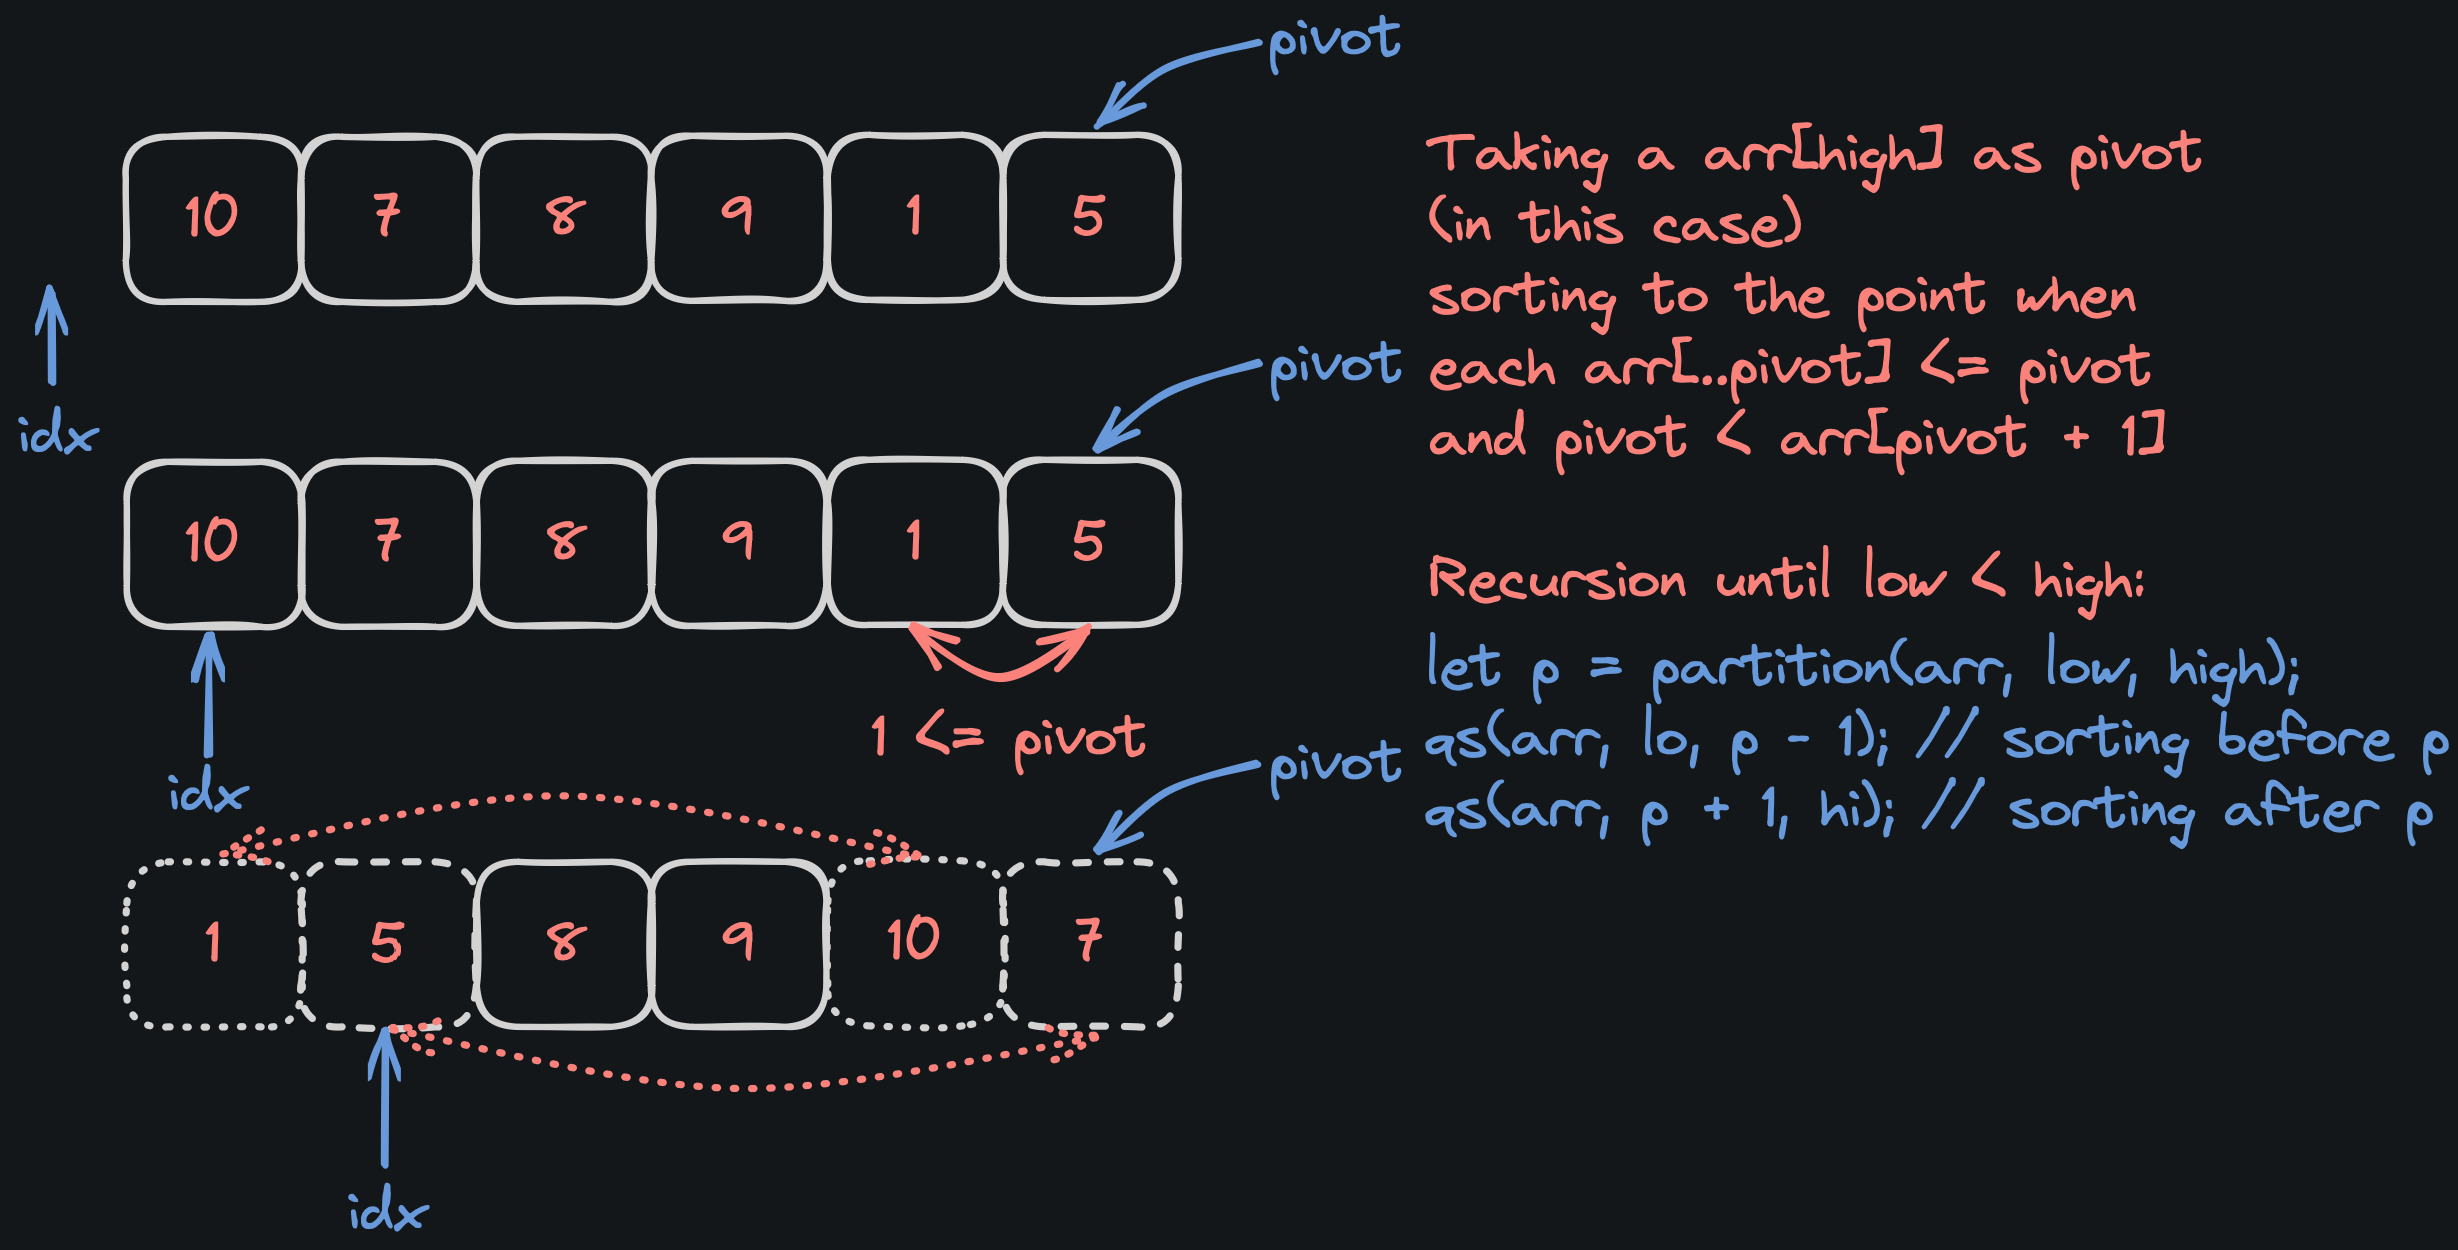 pivot
10 7 8 9 1 5
idx
pivot
10 7 8 9 1 5
1 <= pivot
idx
pivot
1 5 8 9 10 7
idx
Taking a arr[high] as pivot
(in this case)
sorting to the point when
each arr[..pivot] <= pivot
and pivot < arr[pivot + 1]
Recursion until low < high:
let p = partition(arr, low, high);
qs(arr, lo, p - 1); // sorting before p
qs(arr, p + 1, hi); // sorting after p